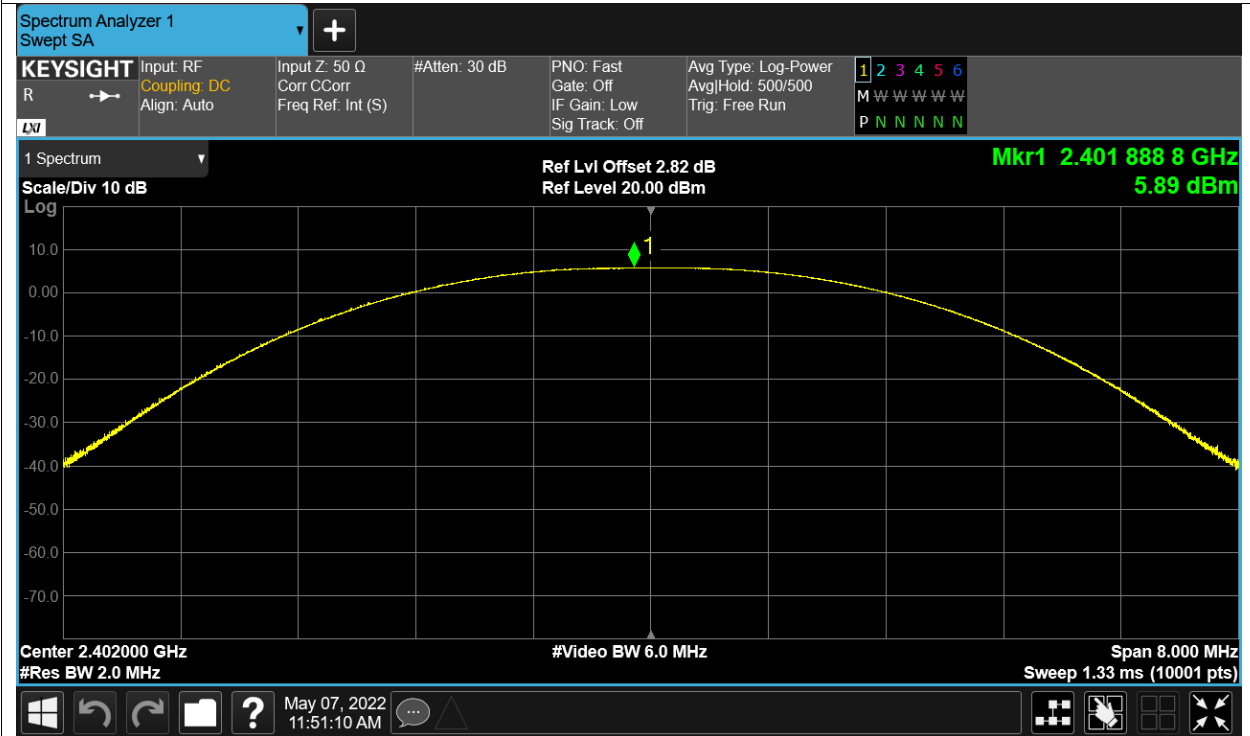 Spectrum Analyzer 1
Swept SA
+
KEYSIGHT
R
LXI
Input: RF
Coupling: DC
Align: Auto
Input Z: 50 Ω
Corr CCorr
Freq Ref: Int (S)
#Atten: 30 dB
PNO: Fast
Gate: Off
IF Gain: Low
Sig Track: Off
Avg Type: Log-Power
Avg|Hold: 500/500
Trig: Free Run
1 2 3 4 5 6
M W W W W W
P N N N N N
1 Spectrum
Scale/Div 10 dB
Log
Ref Lvl Offset 2.82 dB
Ref Level 20.00 dBm
Mkr1 2.401 888 8 GHz
5.89 dBm
1
10.0
0.00
-10.0
-20.0
-30.0
-40.0
-50.0
-60.0
-70.0
Center 2.402000 GHz
#Res BW 2.0 MHz
#Video BW 6.0 MHz
Span 8.000 MHz
Sweep 1.33 ms (10001 pts)
?
May 07, 2022
11:51:10 AM